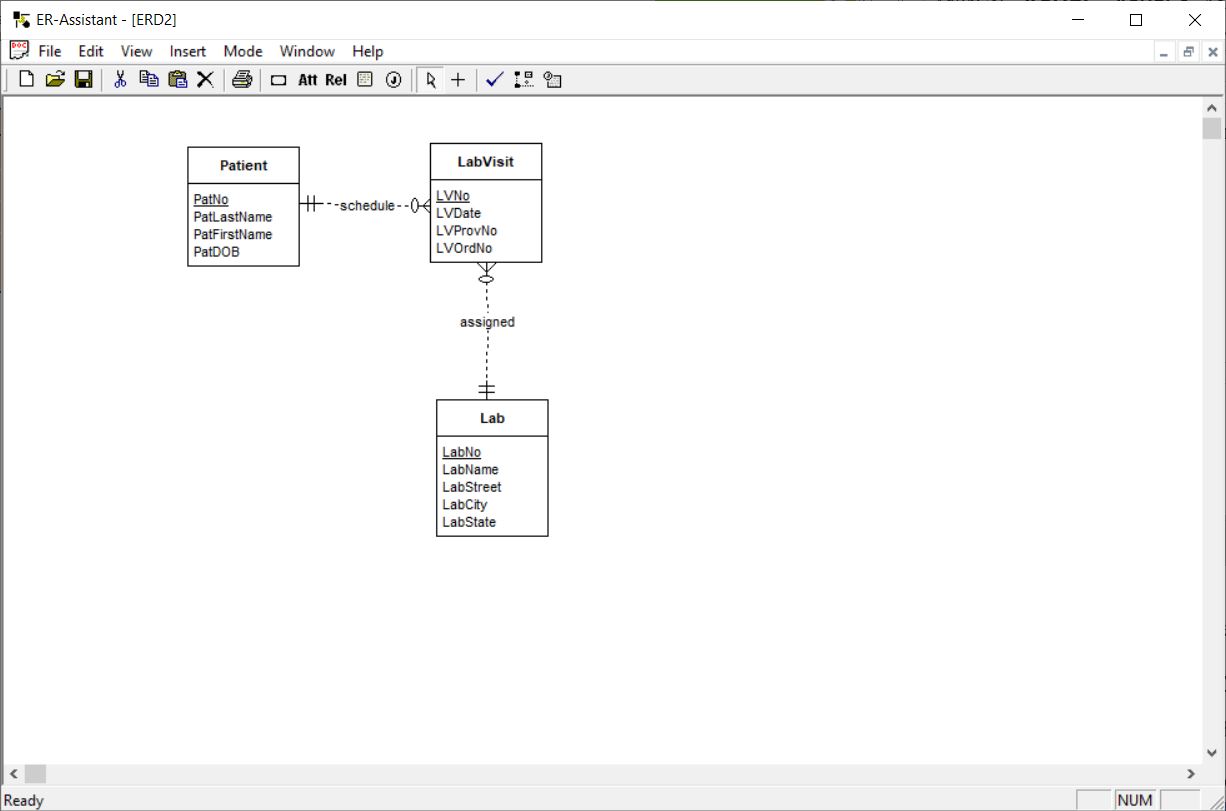 ER-Assistant - [ERD2]
DOC
File Edit View Insert Mode Window Help
Att Rel J
Patient
PatNo
PatLastName
PatFirstName
PatDOB
schedule
LabVisit
LVNo
LVDate
LVProvNo
LVOrdNo
assigned
Lab
LabNo
LabName
LabStreet
LabCity
LabState
Ready NUM